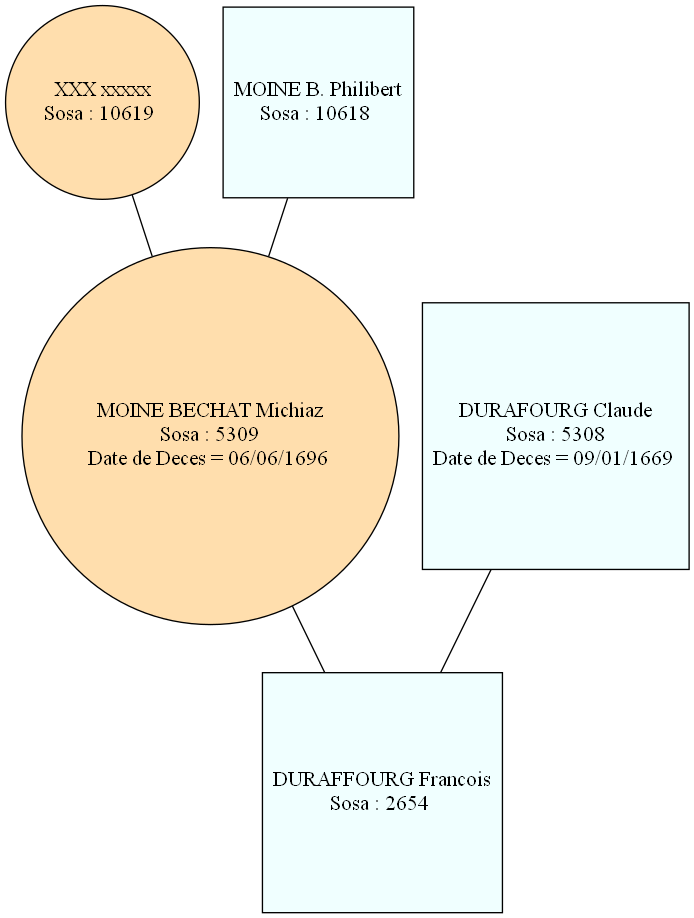 XXX xxxxx
Sosa : 10619
MOINE B. Philibert
Sosa : 10618
MOINE BECHAT Michiaz
Sosa : 5309
Date de Deces = 06/06/1696
DURAFOURG Claude
Sosa : 5308
Date de Deces = 09/01/1669
DURAFFOURG Francois
Sosa : 2654